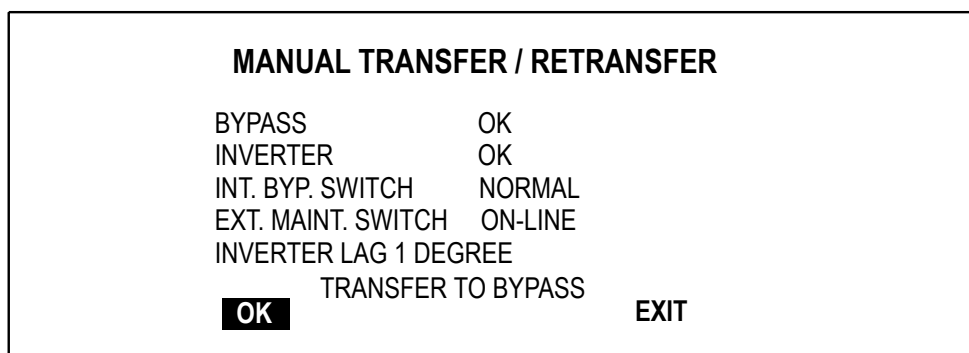 MANUAL TRANSFER / RETRANSFER
BYPASS OK
INVERTER OK
INT. BYP. SWITCH NORMAL
EXT. MAINT. SWITCH ON-LINE
INVERTER LAG 1 DEGREE
TRANSFER TO BYPASS
OK EXIT